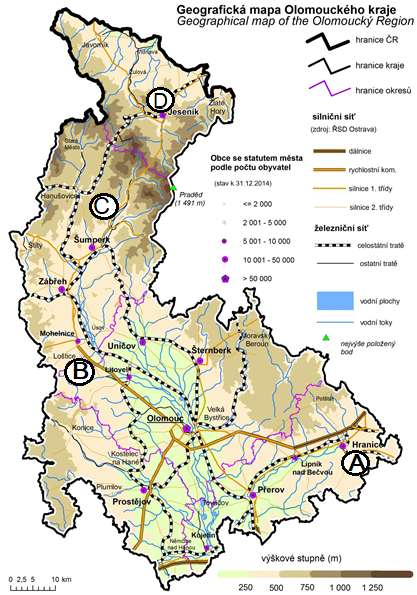 Geografická mapa Olomouckého kraje
Geographical map of the Olomoucký Region
hranice ČR
hranice kraje
hranice okresů
silniční síť
(zdroj: ŘSD Ostrava)
dálnice
rychlostní kom.
silnice 1. třídy
silnice 2. třídy
železniční síť
celostátní tratě
ostatní tratě
vodní plochy
vodní toky
nejvýše položený
bod
Obce se statutem města
podle počtu obyvatel
(stav k 31.12.2014)
<= 2 000
2 001 - 5 000
5 001 - 10 000
10 001 - 50 000
> 50 000
Javorník
Vidnava
Žulová
D
Jeseník
Zlaté
Hory
Staré
Město
Hanušovice
Praděd
(1 491 m)
C
Štíty
Šumperk
Zábřeh
Mohelnice
Úsov
Uničov
Moravský
Beroun
Loštice
B
Litovel
Šternberk
Konice
Olomouc
Velká
Bystřice
Potštát
Hranice
A
Lipník
nad Bečvou
Kostelec
na Hané
Plumlov
Prostějov
Přerov
Tovačov
Němčice
nad Hanou
Kojetín
0 2,5 5 10 km
výškové stupně (m)
250 500 750 1 000 1 250